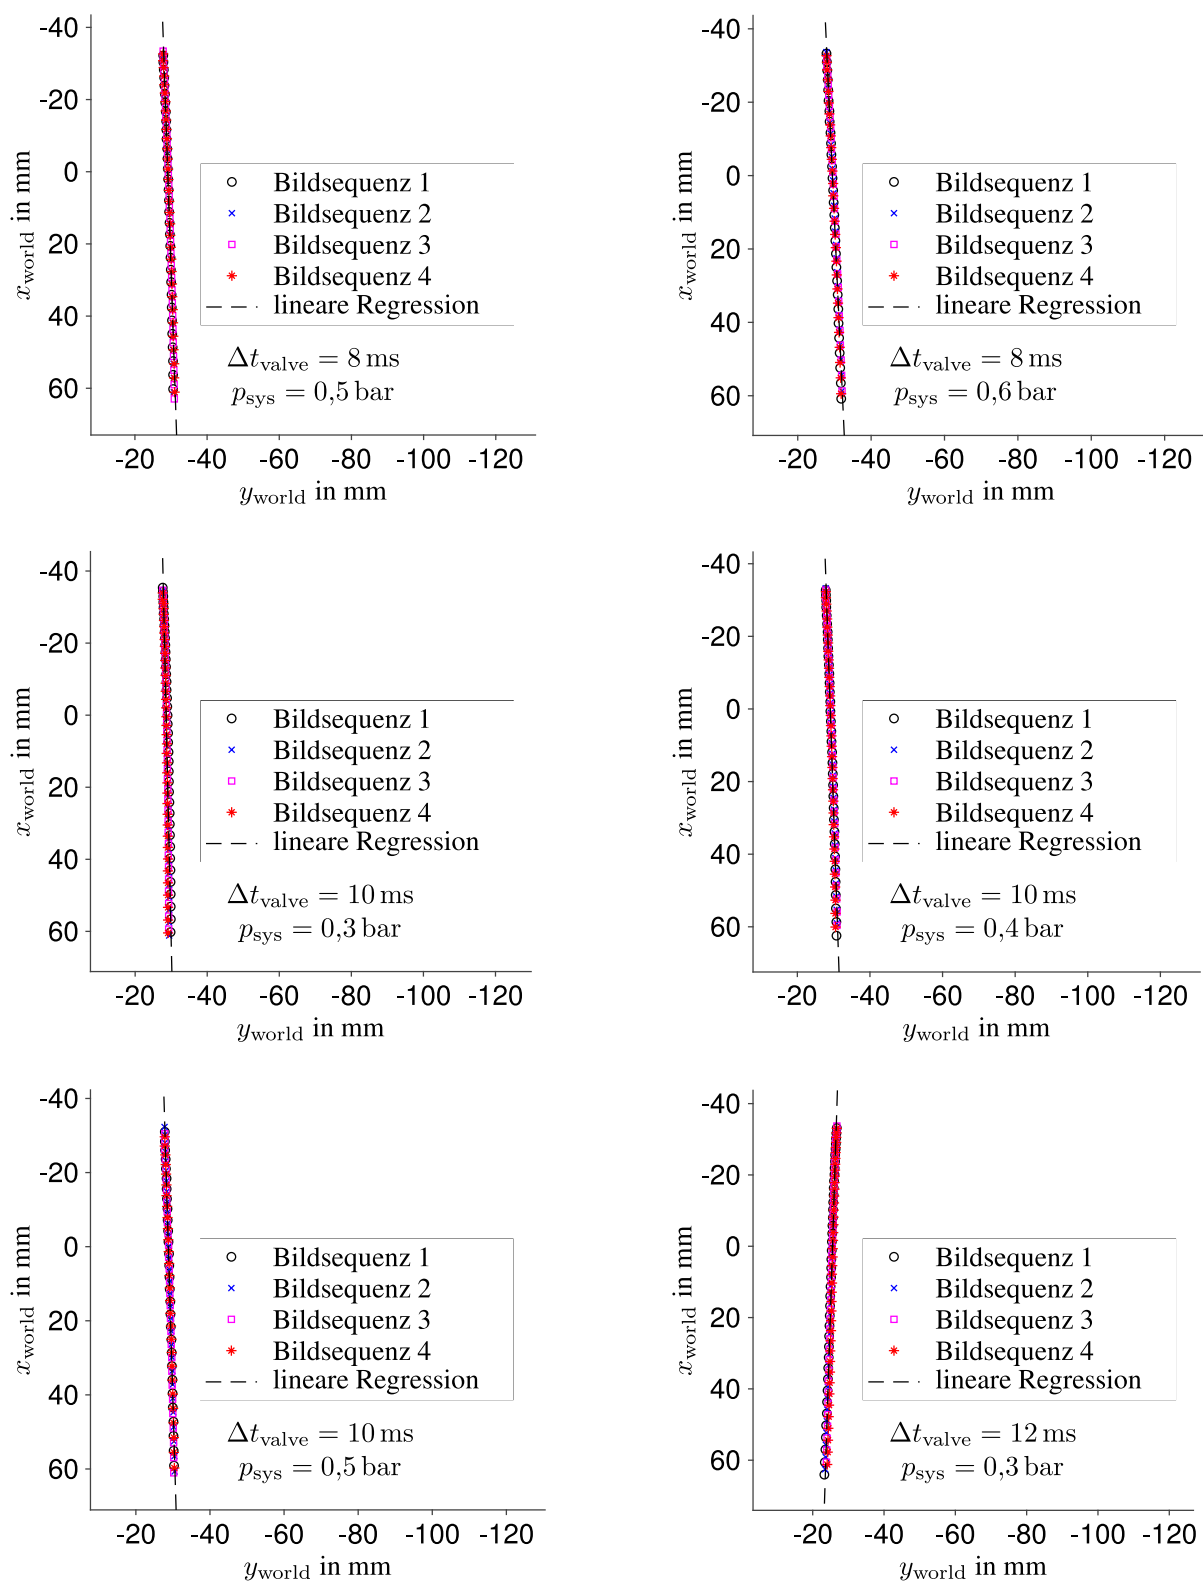 -40
-20
0
20
40
60
x_world in mm
Bildsequenz 1
Bildsequenz 2
Bildsequenz 3
Bildsequenz 4
lineare Regression
Δt_valve = 8 ms
p_sys = 0,5 bar
-20 -40 -60 -80 -100 -120
y_world in mm
-40
-20
0
20
40
60
x_world in mm
Bildsequenz 1
Bildsequenz 2
Bildsequenz 3
Bildsequenz 4
lineare Regression
Δt_valve = 8 ms
p_sys = 0,6 bar
-20 -40 -60 -80 -100 -120
y_world in mm
-40
-20
0
20
40
60
x_world in mm
Bildsequenz 1
Bildsequenz 2
Bildsequenz 3
Bildsequenz 4
lineare Regression
Δt_valve = 10 ms
p_sys = 0,3 bar
-20 -40 -60 -80 -100 -120
y_world in mm
-40
-20
0
20
40
60
x_world in mm
Bildsequenz 1
Bildsequenz 2
Bildsequenz 3
Bildsequenz 4
lineare Regression
Δt_valve = 10 ms
p_sys = 0,4 bar
-20 -40 -60 -80 -100 -120
y_world in mm
-40
-20
0
20
40
60
x_world in mm
Bildsequenz 1
Bildsequenz 2
Bildsequenz 3
Bildsequenz 4
lineare Regression
Δt_valve = 10 ms
p_sys = 0,5 bar
-20 -40 -60 -80 -100 -120
y_world in mm
-40
-20
0
20
40
60
x_world in mm
Bildsequenz 1
Bildsequenz 2
Bildsequenz 3
Bildsequenz 4
lineare Regression
Δt_valve = 12 ms
p_sys = 0,3 bar
-20 -40 -60 -80 -100 -120
y_world in mm